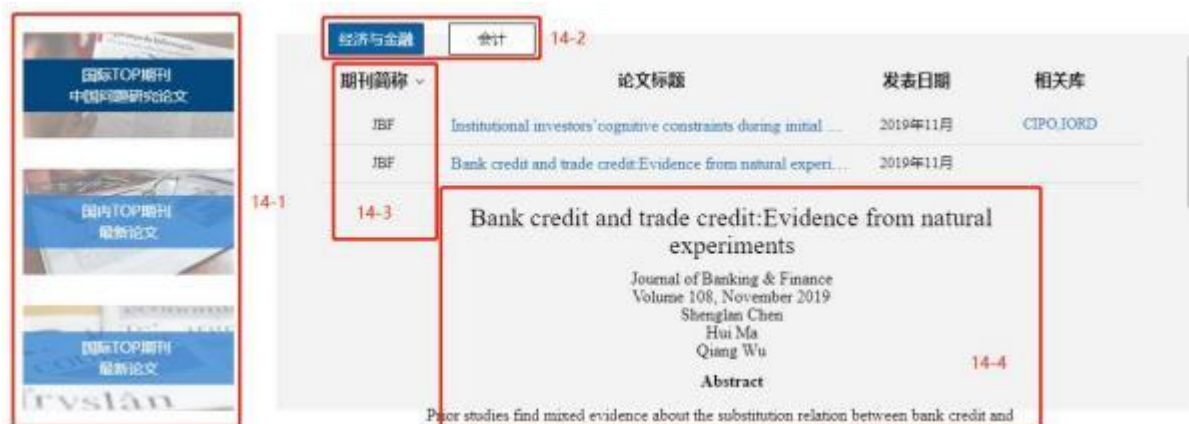 国际TOP期刊
中国问题研究论文
国内TOP期刊
最新论文
国际TOP期刊
最新论文
14-1
经济与金融 会计 14-2
期刊简称 论文标题 发表日期 相关库
JBF Institutional investors'cognitive constraints during initial ... 2019年11月 CIPO,IORD
JBF Bank credit and trade credit:Evidence from natural experi... 2019年11月
14-3
Bank credit and trade credit:Evidence from natural
experiments
Journal of Banking & Finance
Volume 108, November 2019
Shenglan Chen
Hui Ma
Qiang Wu
14-4
Abstract
Prior studies find mixed evidence about the substitution relation between bank credit and